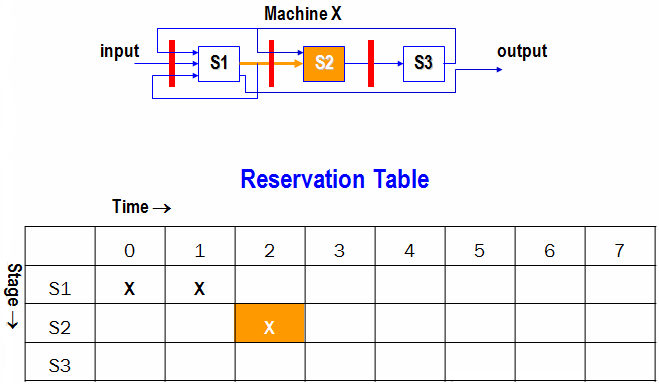 Machine X
input S1 S2 S3 output
Reservation Table
Time →
0 1 2 3 4 5 6 7
Stage →
S1 X X
S2 X
S3